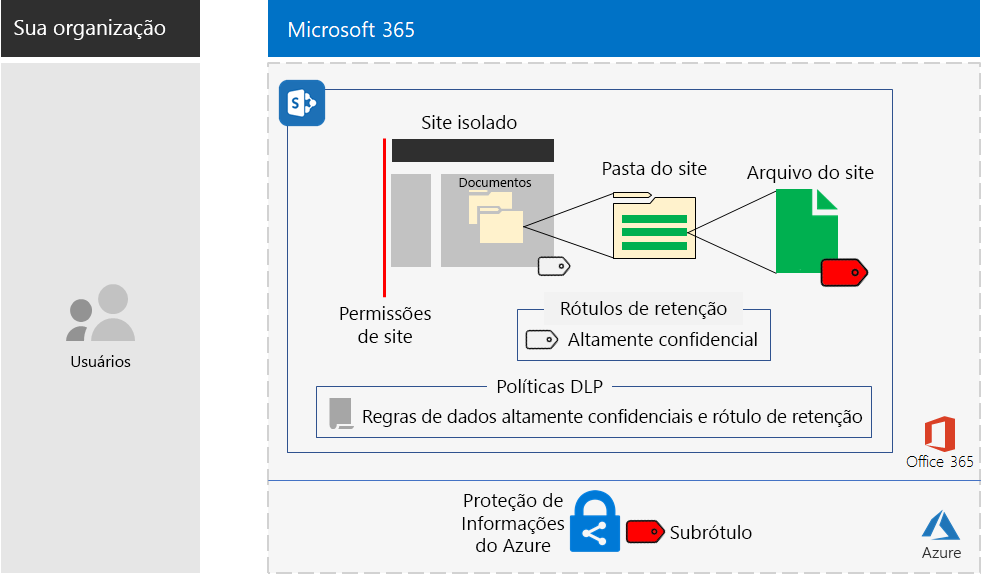 Sua organização
Microsoft 365
S
Site isolado
Pasta do site
Arquivo do site
Documentos
Permissões
de site
Rótulos de retenção
Altamente confidencial
Usuários
Políticas DLP
Regras de dados altamente confidenciais e rótulo de retenção
Office 365
Proteção de
Informações
do Azure
Subrótulo
Azure